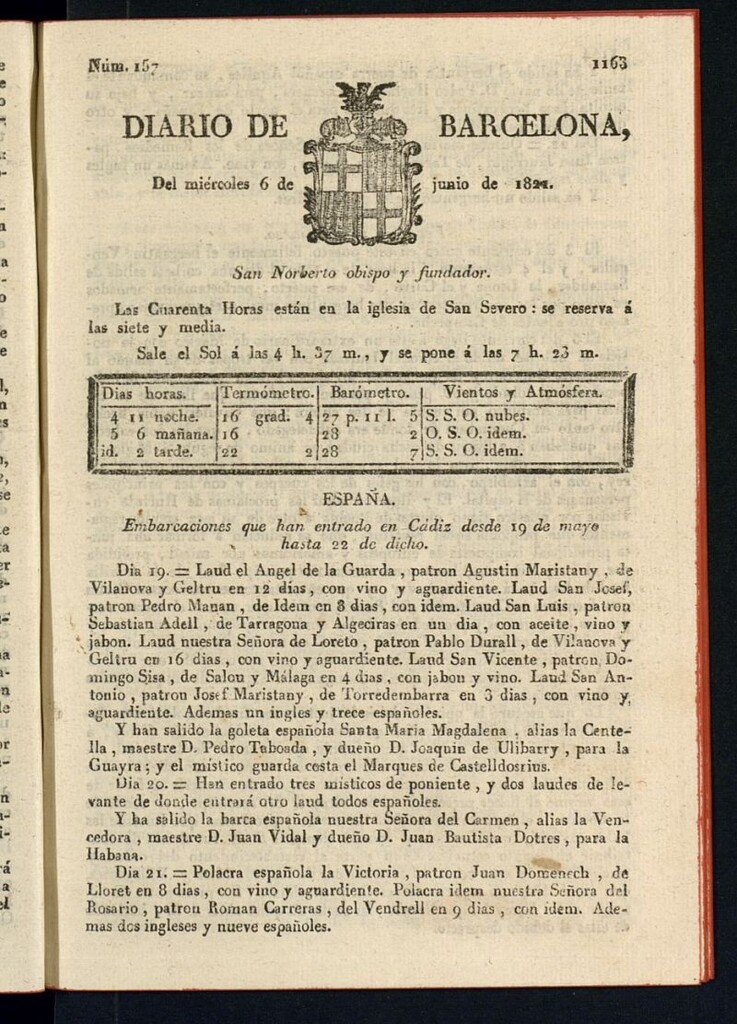 Núm. 157 1163
DIARIO DE BARCELONA,
Del miércoles 6 de junio de 1821.
San Norberto obispo y fundador.
Las Cuarenta Horas están en la iglesia de San Severo : se reserva á
las siete y media.
Sale el Sol á las 4 h. 37 m., y se pone á las 7 h. 23 m.
Dias horas. Termómetro. Barómetro. Vientos y Atmósfera.
4 11 noche. 16 grad. 4 27 p. 11 l. 5 S. S. O. nubes.
5 6 mañana. 16 28 2 O. S. O. idem.
id. 2 tarde. 22 2 28 7 S. S. O. idem.
ESPAÑA.
Embarcaciones que han entrado en Cádiz desde 19 de mayo
hasta 22 de dicho.
Dia 19. = Laud el Angel de la Guarda , patron Agustin Maristany , de
Vilanova y Geltru en 12 dias, con vino y aguardiente. Laud San Josef,
patron Pedro Manan , de Idem en 8 dias , con idem. Laud San Luis , patron
Sebastian Adell , de Tarragona y Algeciras en un dia , con aceite , vino y
jabon. Laud nuestra Señora de Loreto , patron Pablo Durall , de Vilanova y
Geltru en 16 dias , con vino y aguardiente. Laud San Vicente , patron Do-
mingo Sisa , de Salou y Málaga en 4 dias , con jabon y vino. Laud San An-
tonio , patron Josef Maristany , de Torredembarra en 3 dias , con vino y
aguardiente. Ademas un ingles y trece españoles.
Y han salido la goleta española Santa Maria Magdalena , alias la Cente-
lla , maestre D. Pedro Taboada , y dueño D. Joaquin de Ulibarry , para la
Guayra ; y el místico guarda costa el Marques de Castelldosrius.
Dia 20. = Han entrado tres místicos de poniente , y dos laudes de le-
vante de donde entrará otro laud todos españoles.
Y ha salido la barca española nuestra Señora del Carmen , alias la Ven-
cedora , maestre D. Juan Vidal y dueño D. Juan Bautista Dotres , para la
Habana.
Dia 21. = Polacra española la Victoria , patron Juan Domenech , de
Lloret en 8 dias , con vino y aguardiente. Polacra idem nuestra Señora del
Rosario , patron Roman Carreras , del Vendrell en 9 dias , con idem. Ade-
mas dos ingleses y nueve españoles.